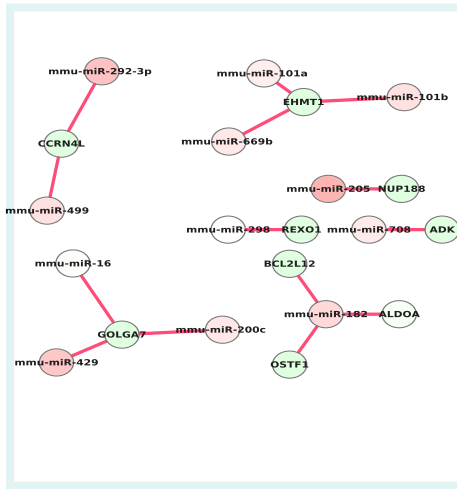 mmu-miR-292-3p
mmu-miR-101a
EHMT1
mmu-miR-101b
CCRN4L
mmu-miR-669b
mmu-miR-205
NUP188
mmu-miR-499
mmu-miR-298
REXO1
mmu-miR-708
ADK
mmu-miR-16
BCL2L12
mmu-miR-182
ALDOA
GOLGA7
mmu-miR-200c
mmu-miR-429
OSTF1